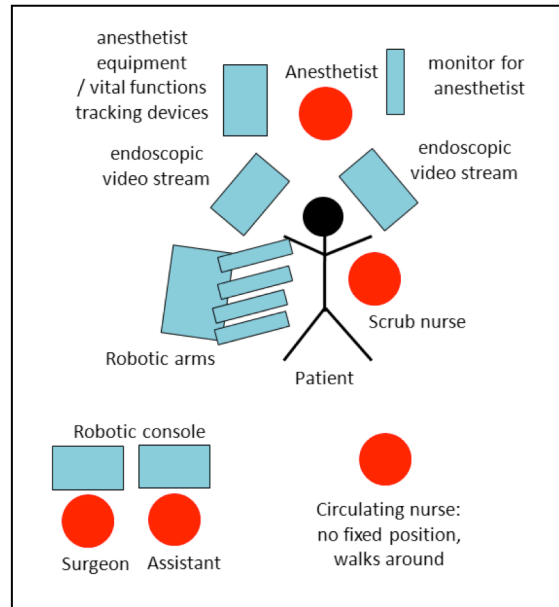 anesthetist
equipment
/ vital functions
tracking devices
Anesthetist
monitor for
anesthetist
endoscopic
video stream
endoscopic
video stream
Scrub nurse
Robotic arms
Patient
Robotic console
Surgeon
Assistant
Circulating nurse:
no fixed position,
walks around